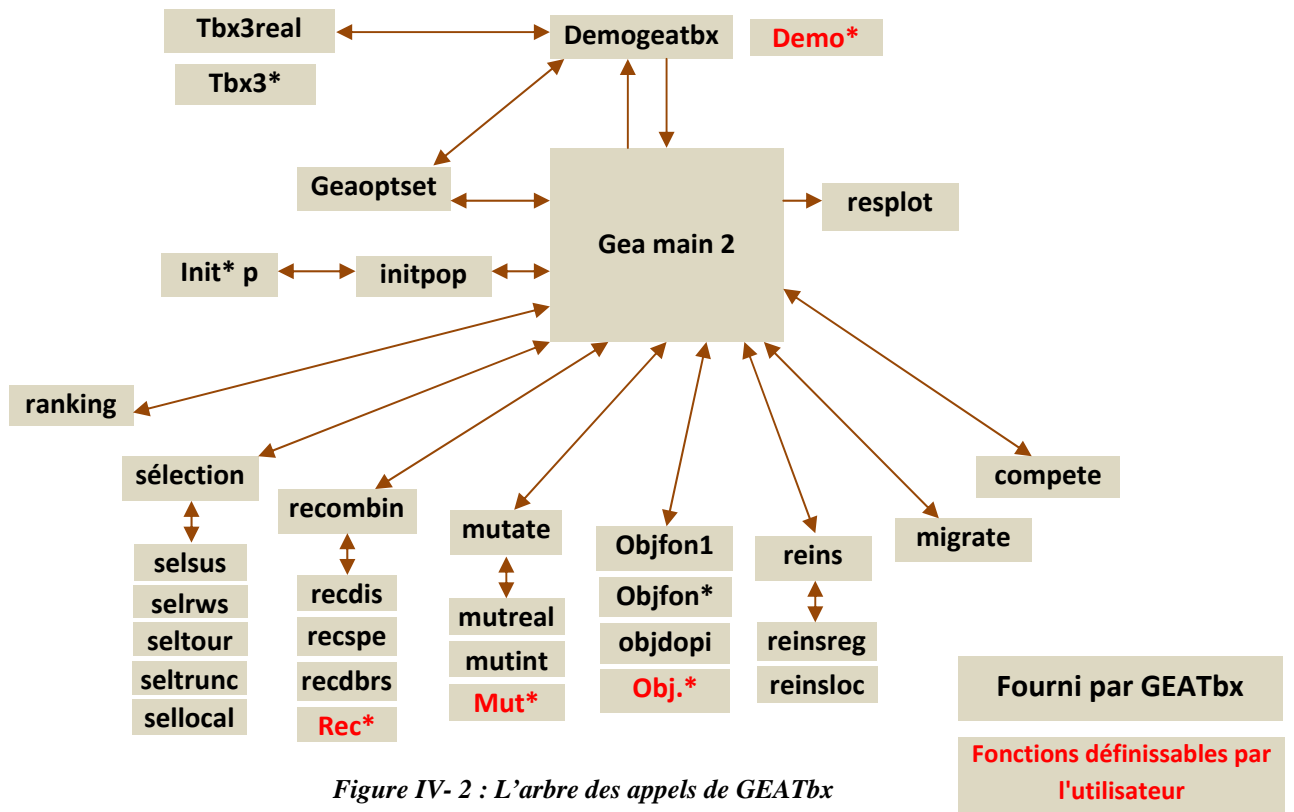 Tbx3real
Demogeatbx
Demo*
Tbx3*
Geaoptset
resplot
Gea main 2
Init* p
initpop
ranking
sélection
recombin
mutate
Objfon1
reins
migrate
compete
selsus
selrws
seltour
seltrunc
sellocal
recdis
recspe
recdbrs
Rec*
mutreal
mutint
Mut*
Objfon*
objdopi
Obj.*
reinsreg
reinsloc
Fourni par GEATbx
Fonctions définissables par
l'utilisateur
Figure IV- 2 : L’arbre des appels de GEATbx